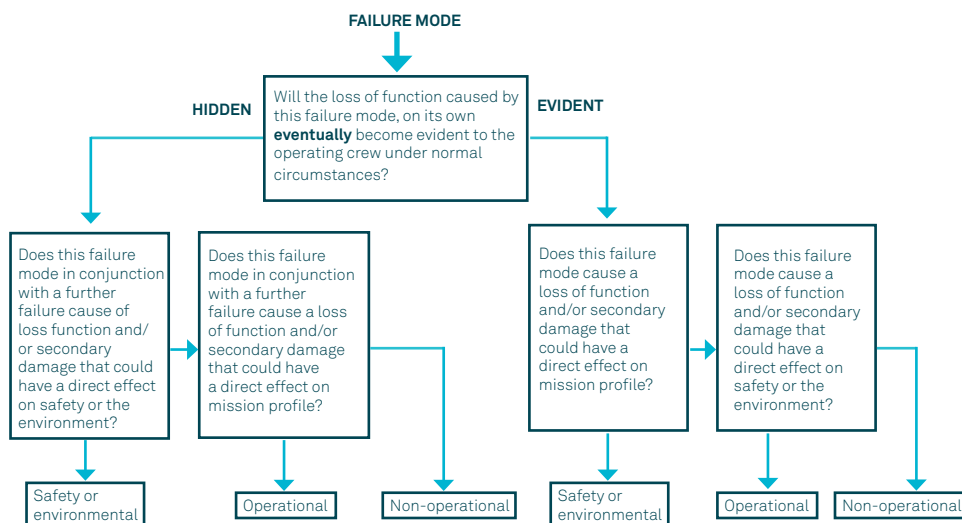 FAILURE MODE
HIDDEN
Will the loss of function caused by
this failure mode, on its own
eventually become evident to the
operating crew under normal
circumstances?
EVIDENT
Does this failure
mode in conjunction
with a further
failure cause of
loss function and/
or secondary
damage that could
have a direct effect
on safety or the
environment?
Does this failure
mode in conjunction
with a further
failure cause a loss
of function and/or
secondary damage
that could have
a direct effect on
mission profile?
Does this failure
mode cause a
loss of function
and/or secondary
damage that
could have a
direct effect on
mission profile?
Does this failure
mode cause a
loss of function
and/or secondary
damage that
could have a
direct effect on
safety or the
environment?
Safety or
environmental
Operational
Non-operational
Safety or
environmental
Operational
Non-operational